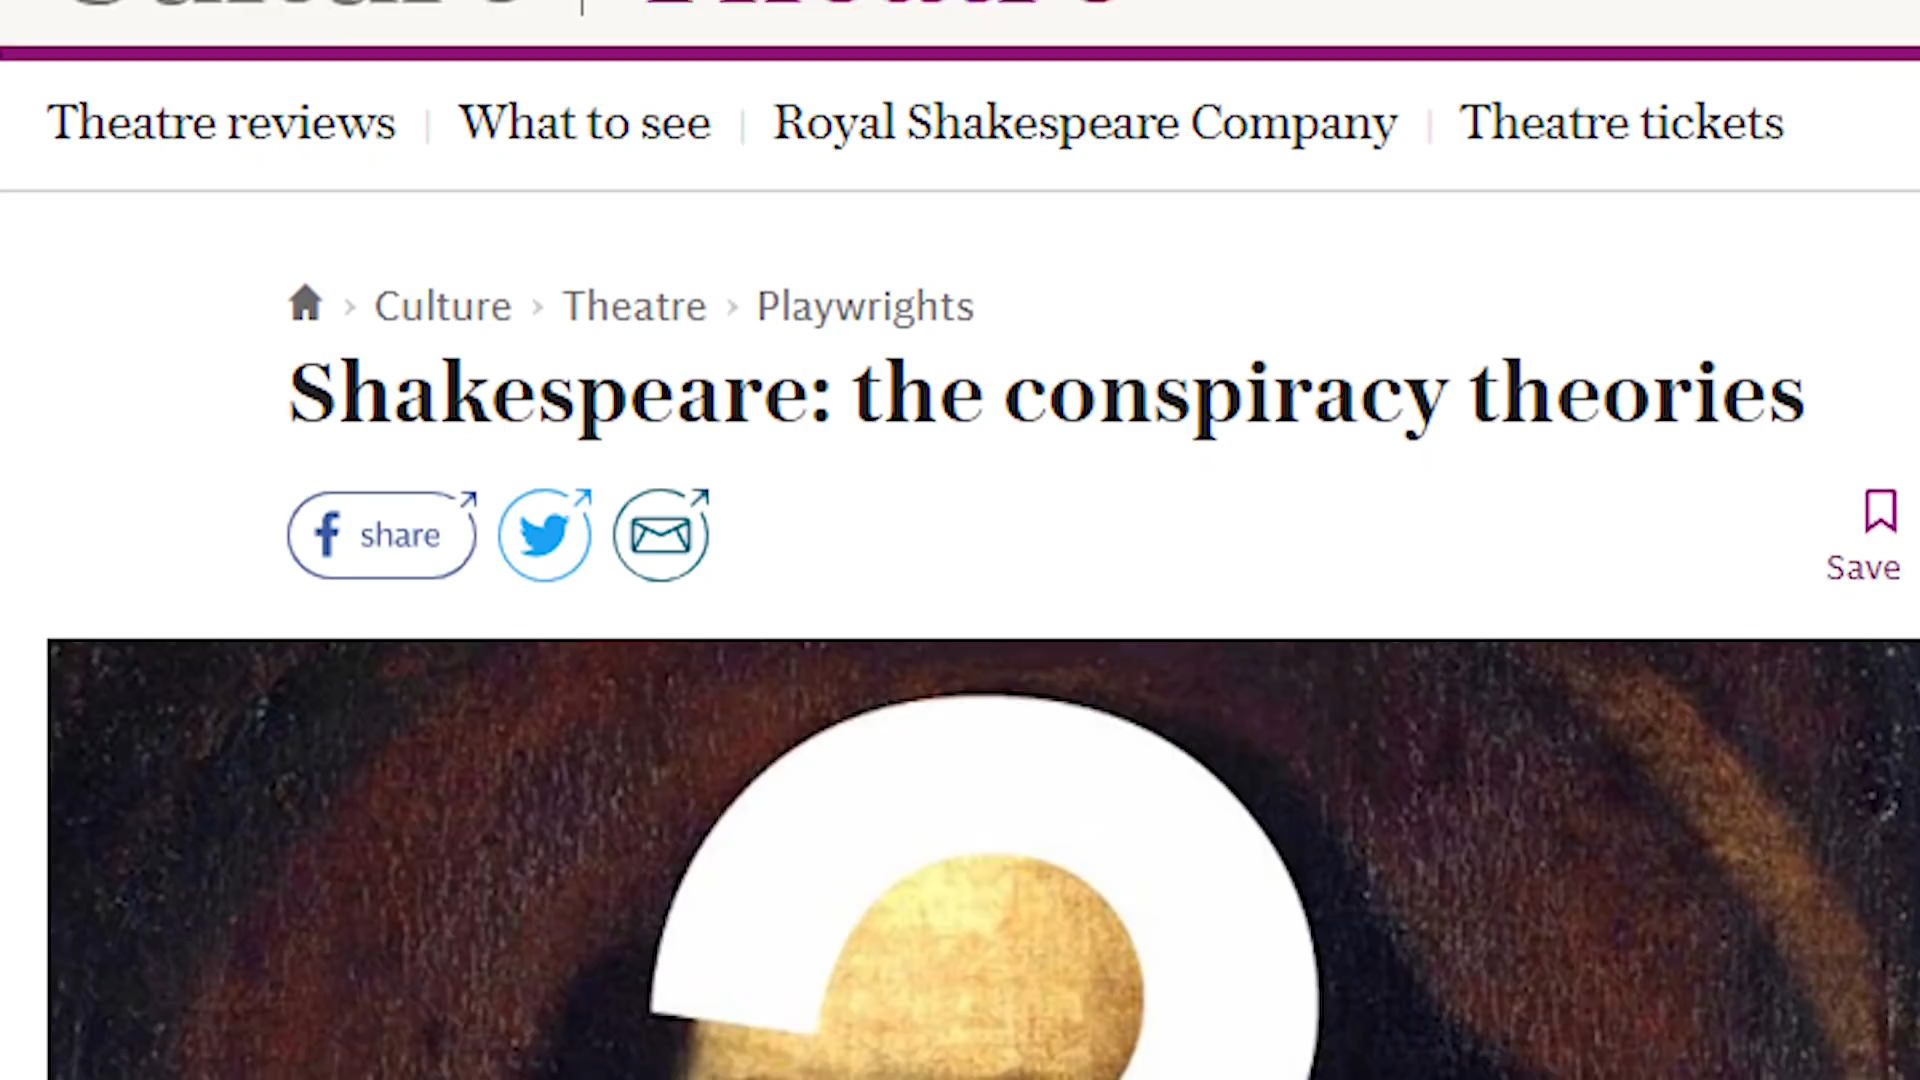 Theatre reviews | What to see | Royal Shakespeare Company | Theatre tickets
Culture › Theatre › Playwrights
Shakespeare: the conspiracy theories
share
Save